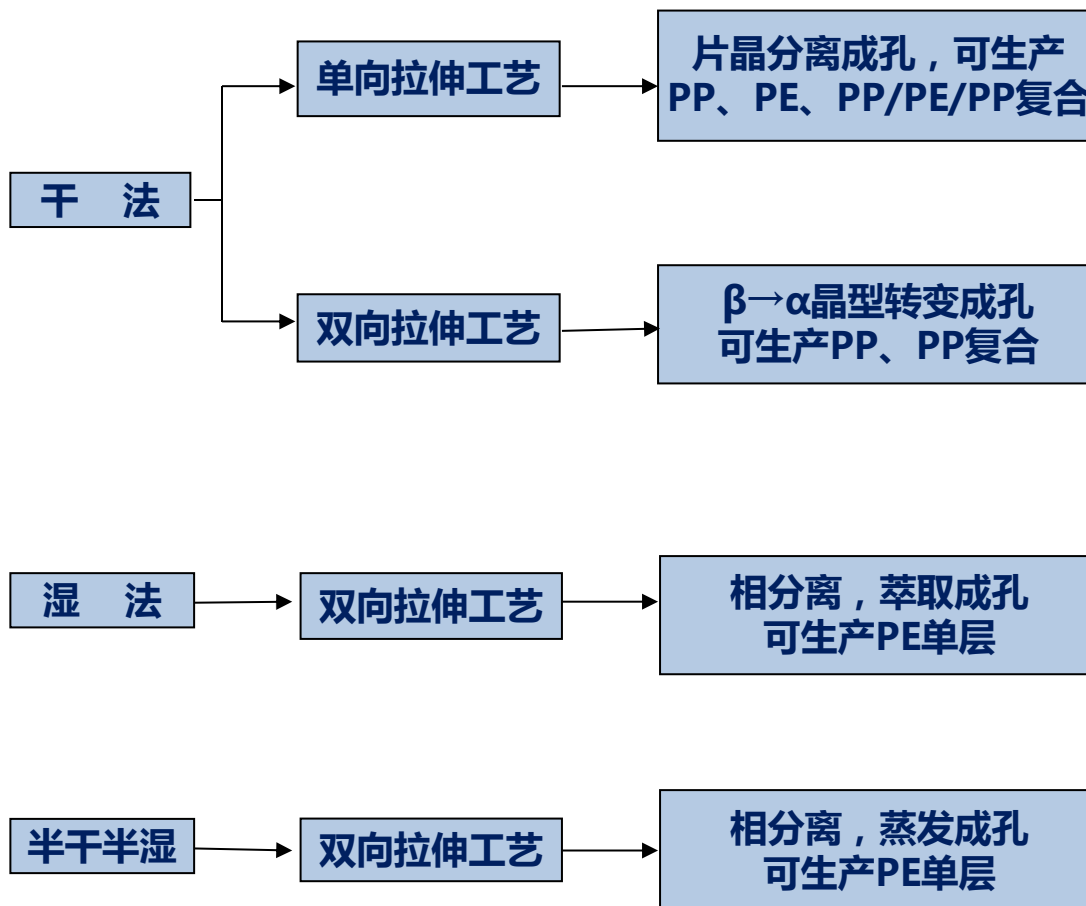 单向拉伸工艺
片晶分离成孔，可生产
PP、PE、PP/PE/PP复合
干 法
双向拉伸工艺
β→α晶型转变成孔
可生产PP、PP复合
湿 法
双向拉伸工艺
相分离，萃取成孔
可生产PE单层
半干半湿
双向拉伸工艺
相分离，蒸发成孔
可生产PE单层